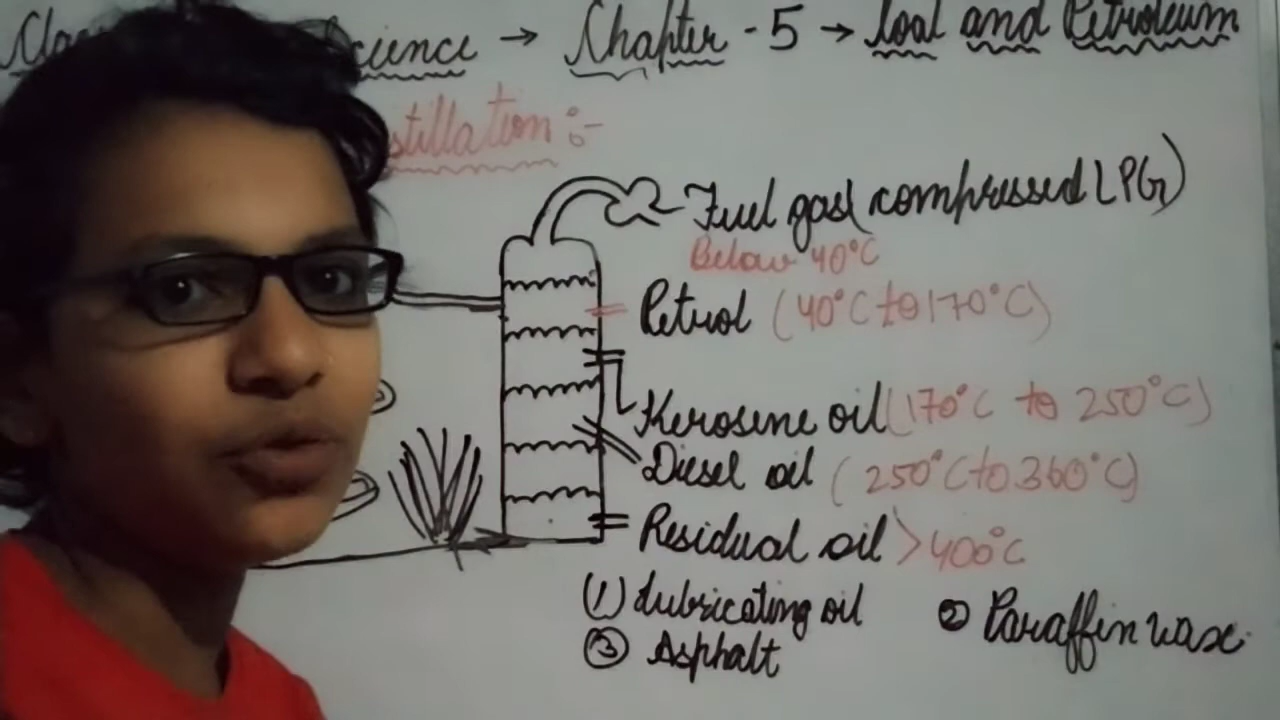 Science → Chapter - 5 → Coal and Petroleum
stillation :-
Fuel gas( compressed LPG)
Below 40°C
Petrol (40°C to 170°C)
Kerosene oil (170°C to 250°C)
Diesel oil (250°C to 360°C)
Residual oil > 400°C
(1) Lubricating oil (2) Paraffin wax.
(3) Asphalt